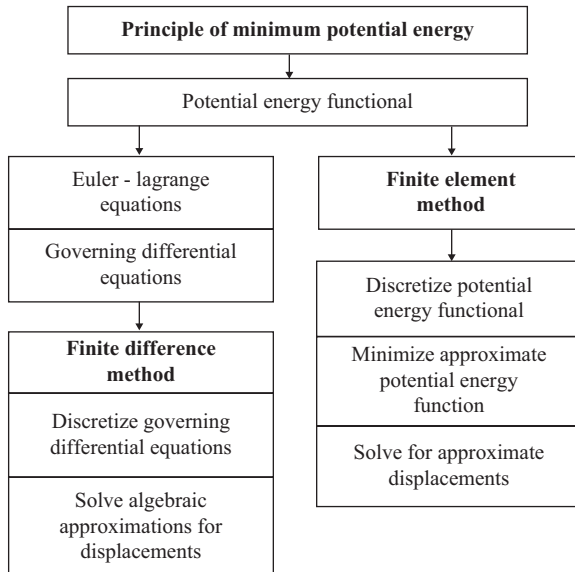 Principle of minimum potential energy
Potential energy functional
Euler - lagrange
equations
Governing differential
equations
Finite difference
method
Discretize governing
differential equations
Solve algebraic
approximations for
displacements
Finite element
method
Discretize potential
energy functional
Minimize approximate
potential energy
function
Solve for approximate
displacements